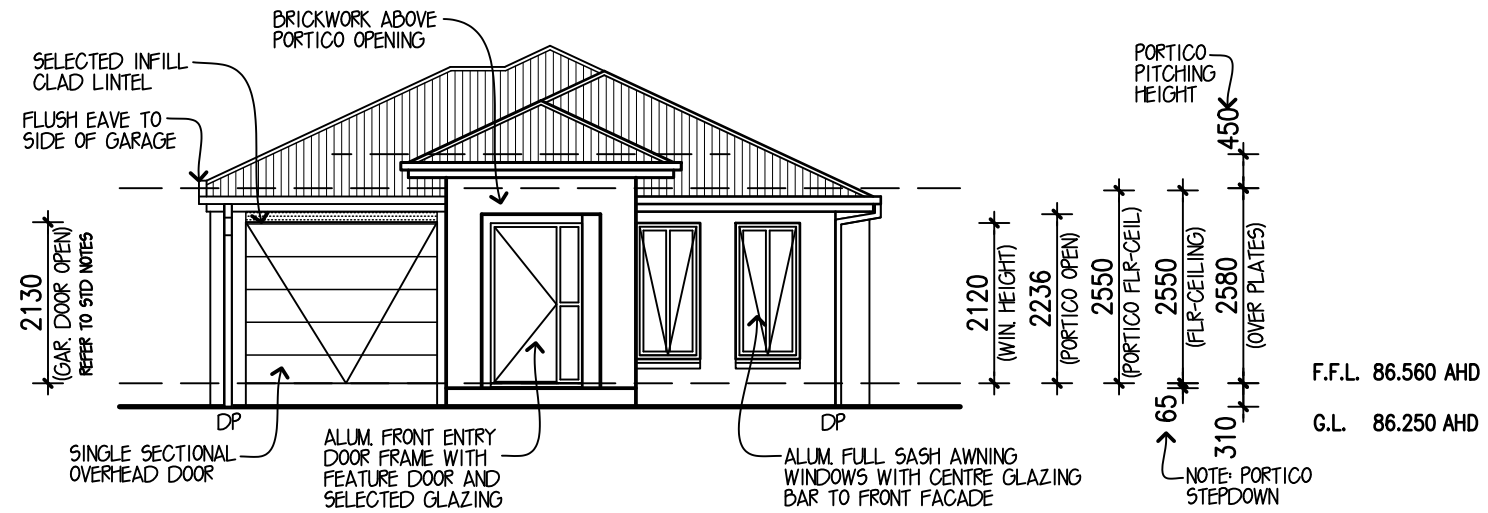 BRICKWORK ABOVE
PORTICO OPENING
SELECTED INFILL
CLAD LINTEL
FLUSH EAVE TO
SIDE OF GARAGE
PORTICO
PITCHING
HEIGHT
450
2130
(GAR. DOOR OPEN)
REFER TO STD NOTES
2120
(WIN. HEIGHT)
2236
(PORTICO OPEN)
2550
(PORTICO FLR-CEIL)
2550
(FLR-CEILING)
2580
(OVER PLATES)
F.F.L. 86.560 AHD
G.L. 86.250 AHD
65
310
DP
DP
SINGLE SECTIONAL
OVERHEAD DOOR
ALUM. FRONT ENTRY
DOOR FRAME WITH
FEATURE DOOR AND
SELECTED GLAZING
ALUM. FULL SASH AWNING
WINDOWS WITH CENTRE GLAZING
BAR TO FRONT FACADE
NOTE: PORTICO
STEPDOWN